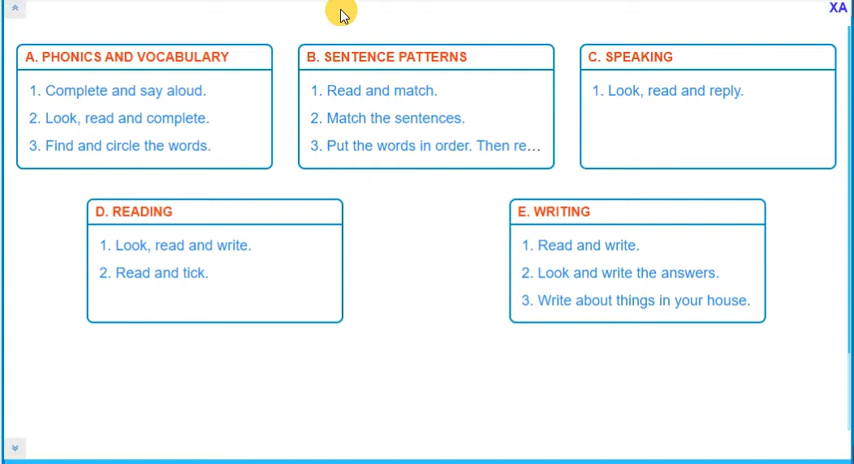 XA
A. PHONICS AND VOCABULARY
1. Complete and say aloud.
2. Look, read and complete.
3. Find and circle the words.
B. SENTENCE PATTERNS
1. Read and match.
2. Match the sentences.
3. Put the words in order. Then re…
C. SPEAKING
1. Look, read and reply.
D. READING
1. Look, read and write.
2. Read and tick.
E. WRITING
1. Read and write.
2. Look and write the answers.
3. Write about things in your house.